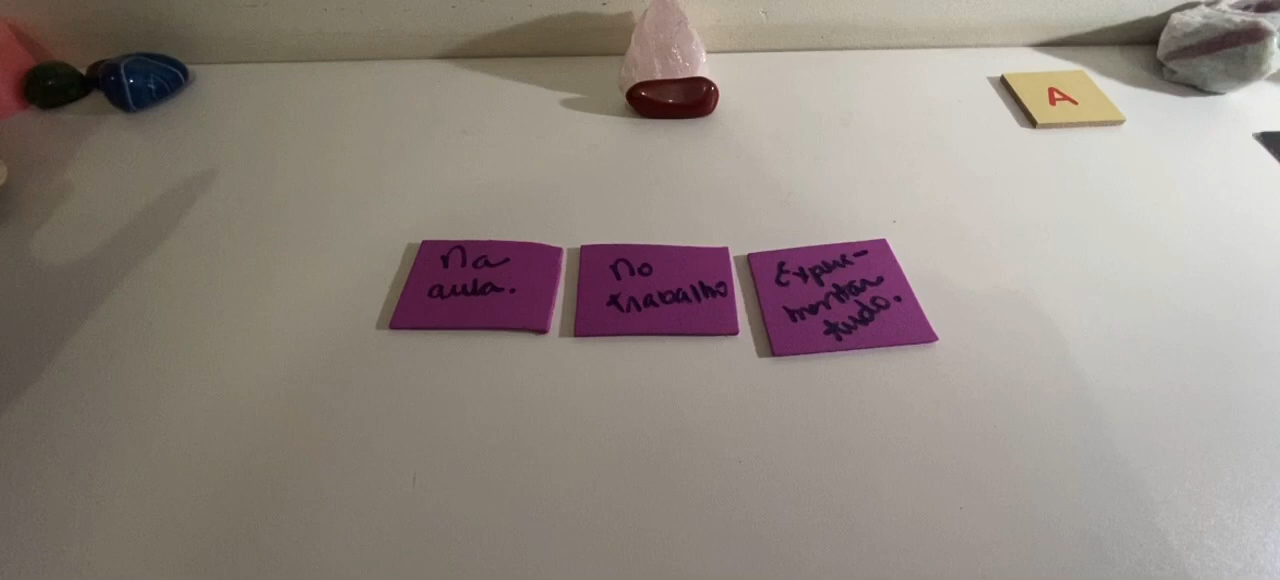 A
Na
aula.
No
trabalho
Experi-
mentar
tudo.